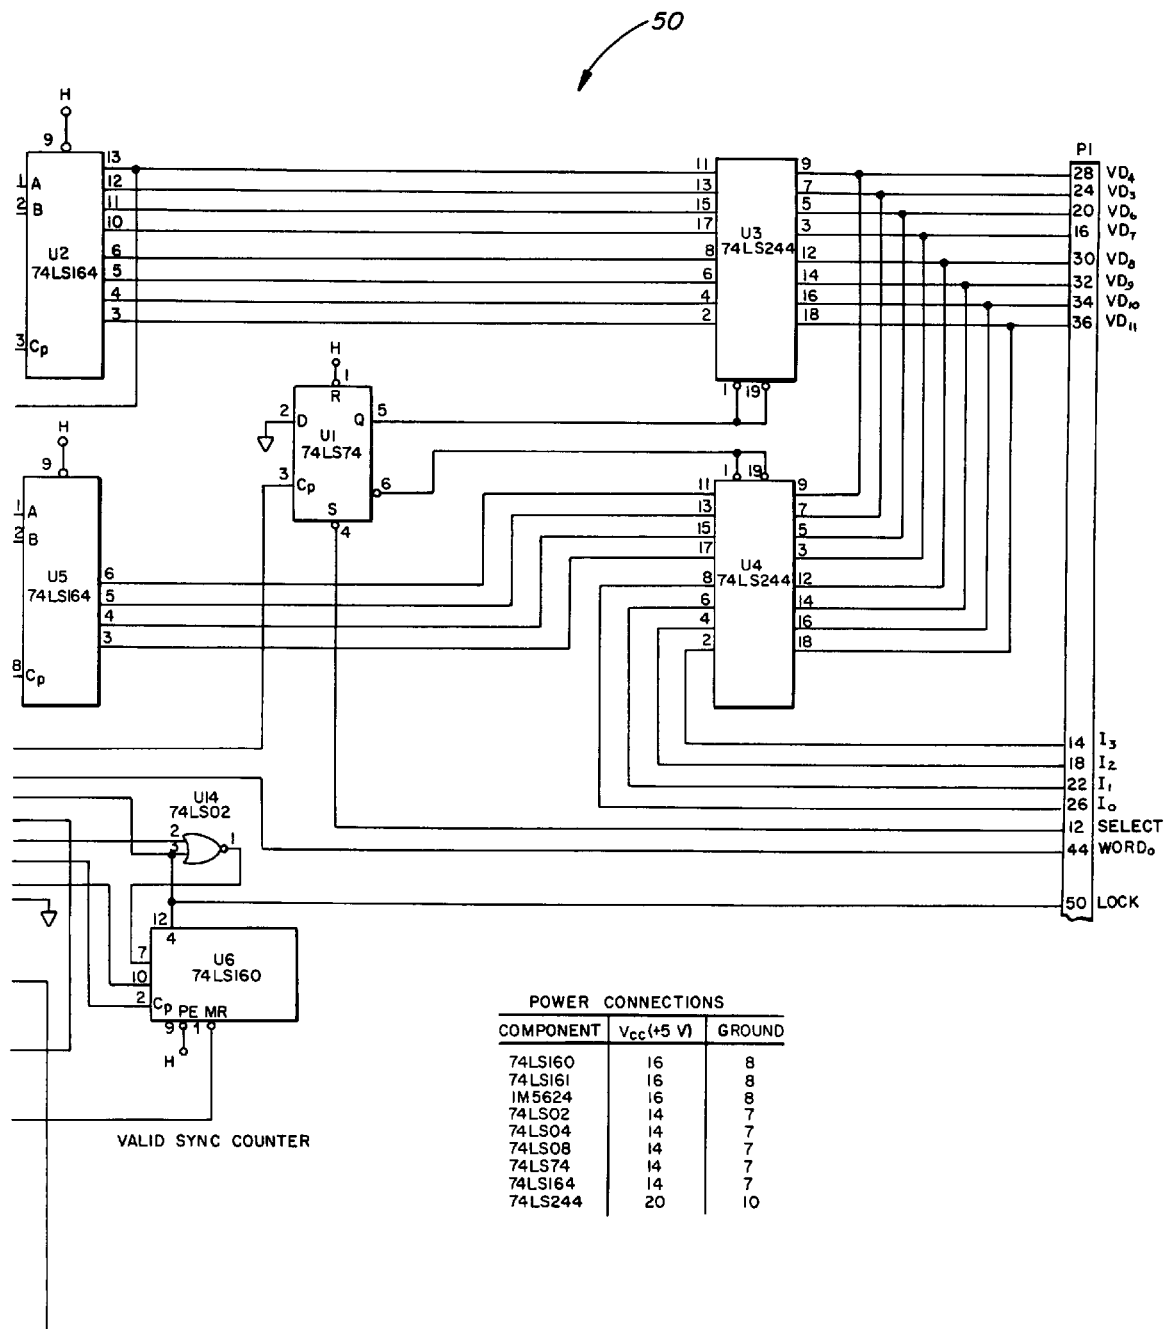 50
H
9
13
12
11
10
6
5
4
3
1 A
2 B
U2
74LS164
3 Cp
11
13
15
17
8
6
4
2
U3
74LS244
9
7
5
3
12
14
16
18
1 19
P1
28 VD4
24 VD3
20 VD6
16 VD7
30 VD8
32 VD9
34 VD10
36 VD11
H
1
R
2 D Q 5
U1
74LS74
3 Cp 6
S
4
H
9
1 A
2 B
U5
74LS164
6
5
4
3
8 Cp
1 19
11
13
15
17
8
6
4
2
U4
74LS244
9
7
5
3
12
14
16
18
14 I3
18 I2
22 I1
26 I0
12 SELECT
44 WORD0
50 LOCK
U14
74LS02
2
3
1
12
4
7
10
2 Cp
U6
74LS160
PE MR
9 1
H
VALID SYNC COUNTER
POWER CONNECTIONS
COMPONENT VCC(+5 V) GROUND
74LS160 16 8
74LS161 16 8
IM5624 16 8
74LS02 14 7
74LS04 14 7
74LS08 14 7
74LS74 14 7
74LS164 14 7
74LS244 20 10